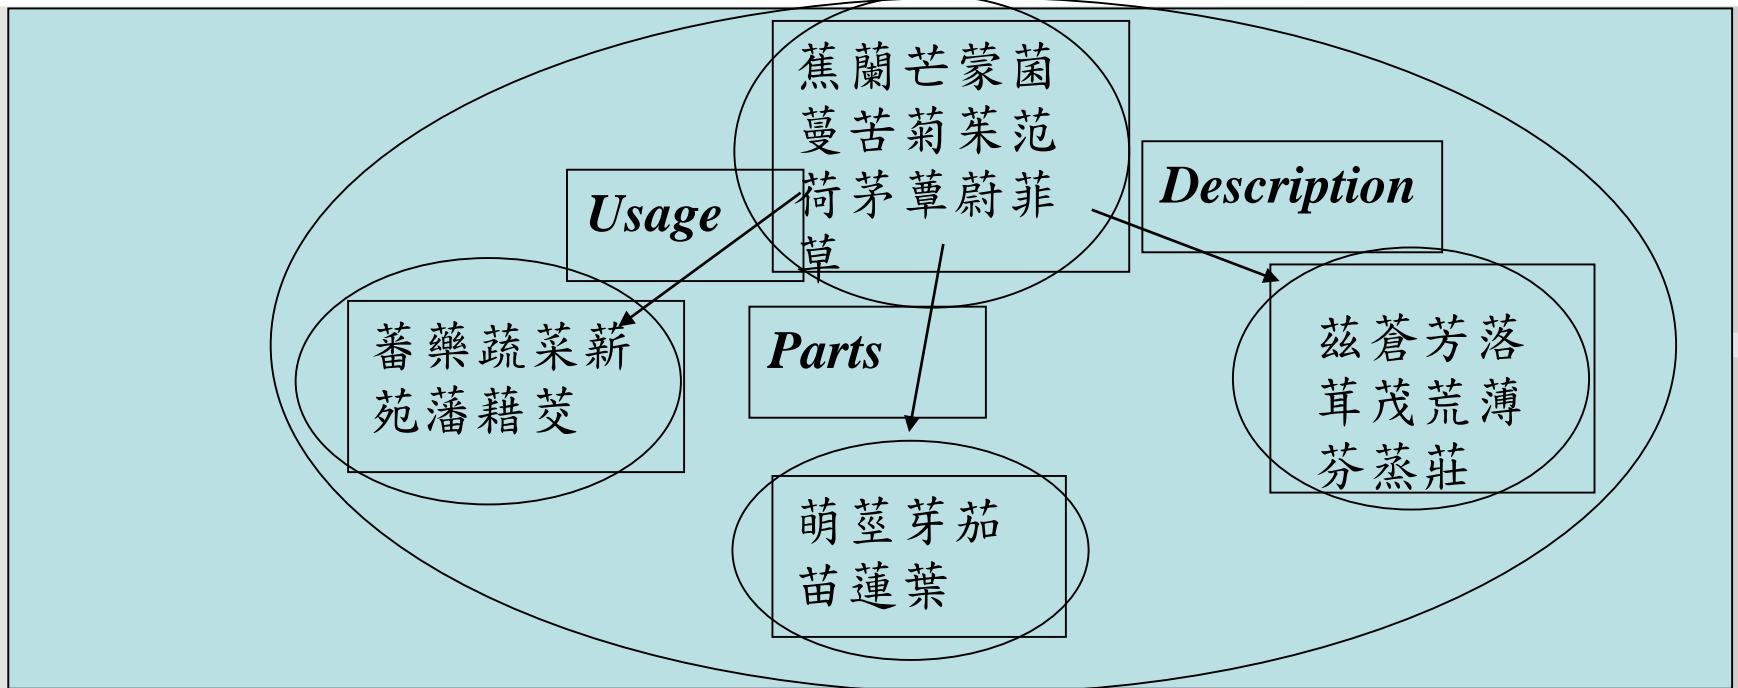 蕉蘭芒蒙菌
蔓苦菊茱范
荷茅蕈蔚菲
草
Usage
Description
Parts
蕃藥蔬菜薪
苑藩藉茭
茲蒼芳落
茸茂荒薄
芬蒸莊
萌莖芽茄
苗蓮葉